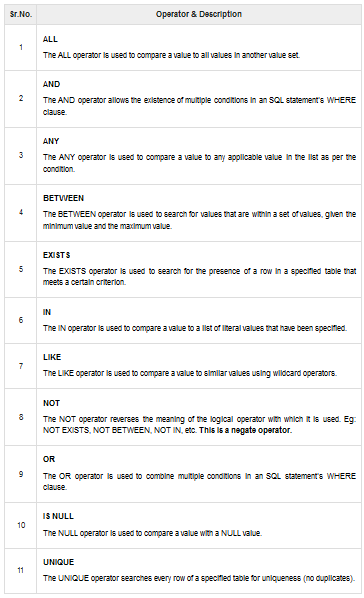 Sr.No. Operator & Description
1
ALL
The ALL operator is used to compare a value to all values in another value set.
2
AND
The AND operator allows the existence of multiple conditions in an SQL statement's WHERE
clause.
3
ANY
The ANY operator is used to compare a value to any applicable value in the list as per the
condition.
4
BETWEEN
The BETWEEN operator is used to search for values that are within a set of values, given the
minimum value and the maximum value.
5
EXISTS
The EXISTS operator is used to search for the presence of a row in a specified table that
meets a certain criterion.
6
IN
The IN operator is used to compare a value to a list of literal values that have been specified.
7
LIKE
The LIKE operator is used to compare a value to similar values using wildcard operators.
8
NOT
The NOT operator reverses the meaning of the logical operator with which it is used. Eg:
NOT EXISTS, NOT BETWEEN, NOT IN, etc. This is a negate operator.
9
OR
The OR operator is used to combine multiple conditions in an SQL statement's WHERE
clause.
10
IS NULL
The NULL operator is used to compare a value with a NULL value.
11
UNIQUE
The UNIQUE operator searches every row of a specified table for uniqueness (no duplicates).